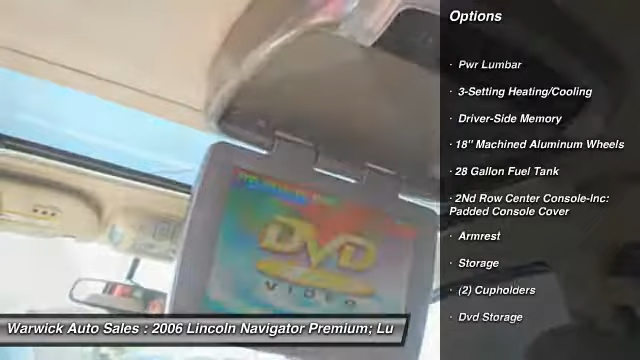 Options
· Pwr Lumbar
· 3-Setting Heating/Cooling
· Driver-Side Memory
· 18" Machined Aluminum Wheels
· 28 Gallon Fuel Tank
· 2Nd Row Center Console-Inc:
Padded Console Cover
· Armrest
· Storage
· (2) Cupholders
· Dvd Storage
DVD
VIDEO
Warwick Auto Sales : 2006 Lincoln Navigator Premium; Lu